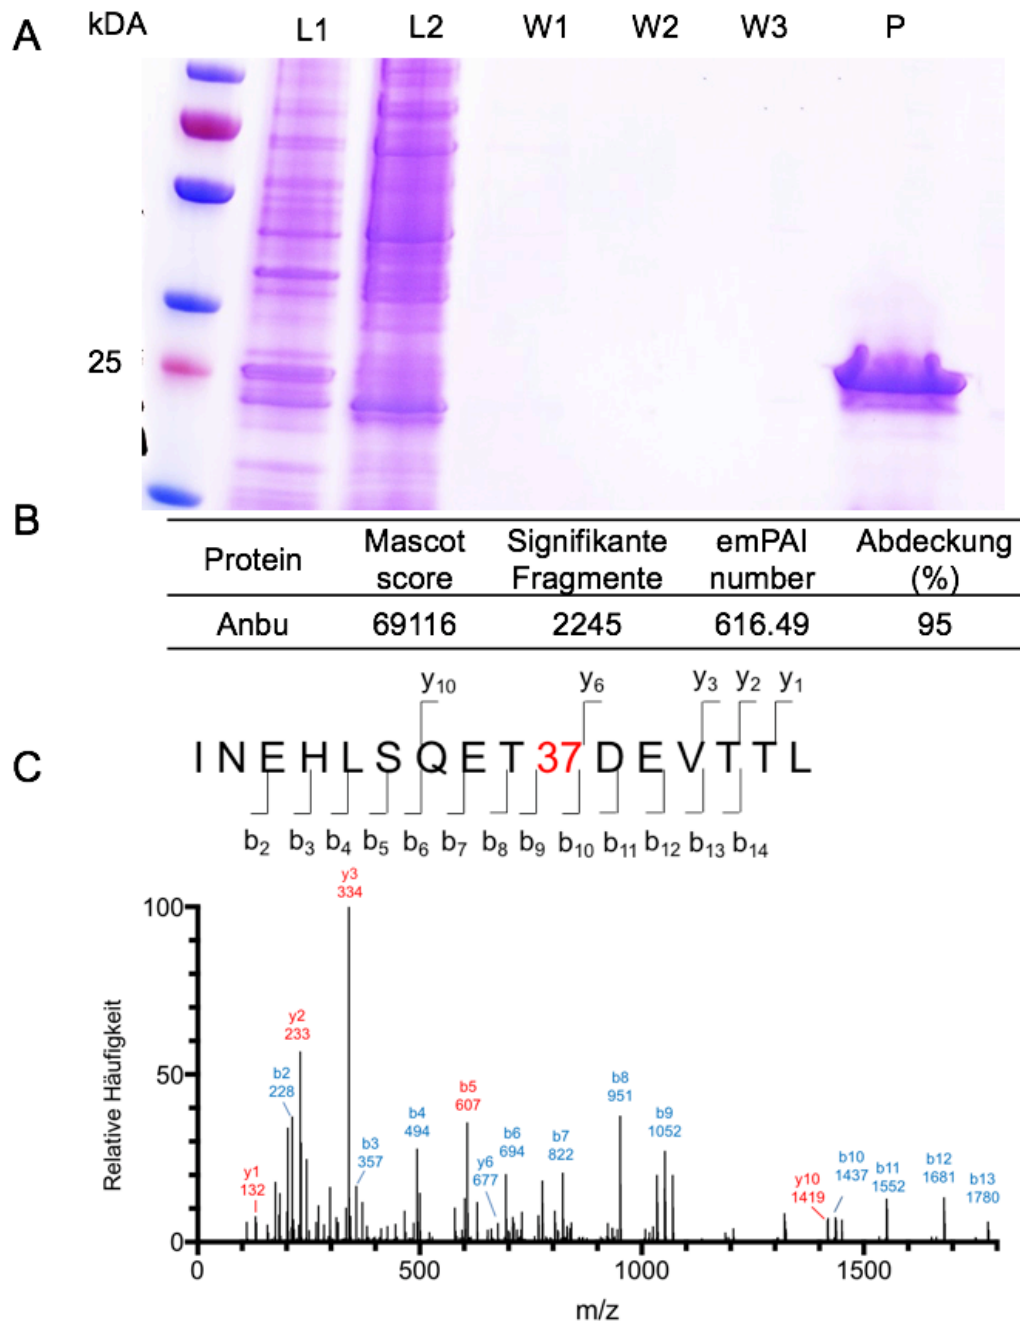 A kDA L1 L2 W1 W2 W3 P
25
B
Protein Mascot score Signifikante Fragmente emPAI number Abdeckung (%)
Anbu 69116 2245 616.49 95
y10 y6 y3 y2 y1
C INEHLSQET37DEVTTL
b2 b3 b4 b5 b6 b7 b8 b9 b10 b11 b12 b13 b14
y3
334
100
y2
233
50
b2
228
b5
607
b8
951
b4
494
b6
694
b7
822
b9
1052
b3
357
y6
677
y1
132
y10
1419
b10
1437
b11
1552
b12
1681
b13
1780
0
Relative Häufigkeit
0 500 1000 1500
m/z